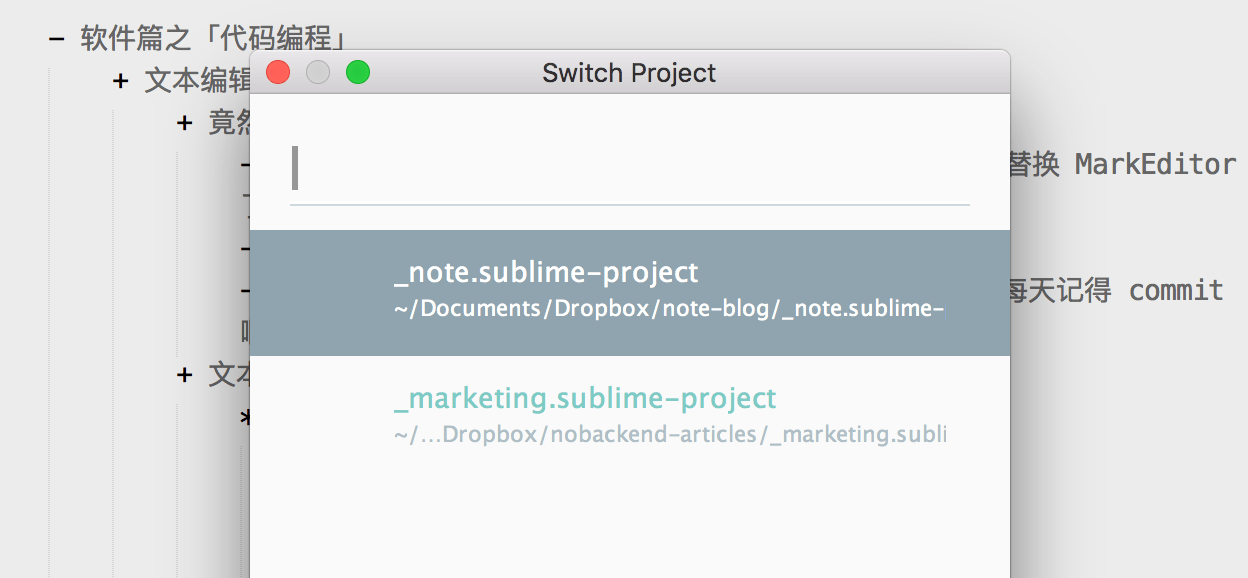 - 软件篇之「代码编程」
+ 文本编辑
+ 竟然
替换 MarkEditor
每天记得 commit
+ 文本
*
Switch Project
_note.sublime-project
~/Documents/Dropbox/note-blog/_note.sublime-
_marketing.sublime-project
~/...Dropbox/nobackend-articles/_marketing.subli